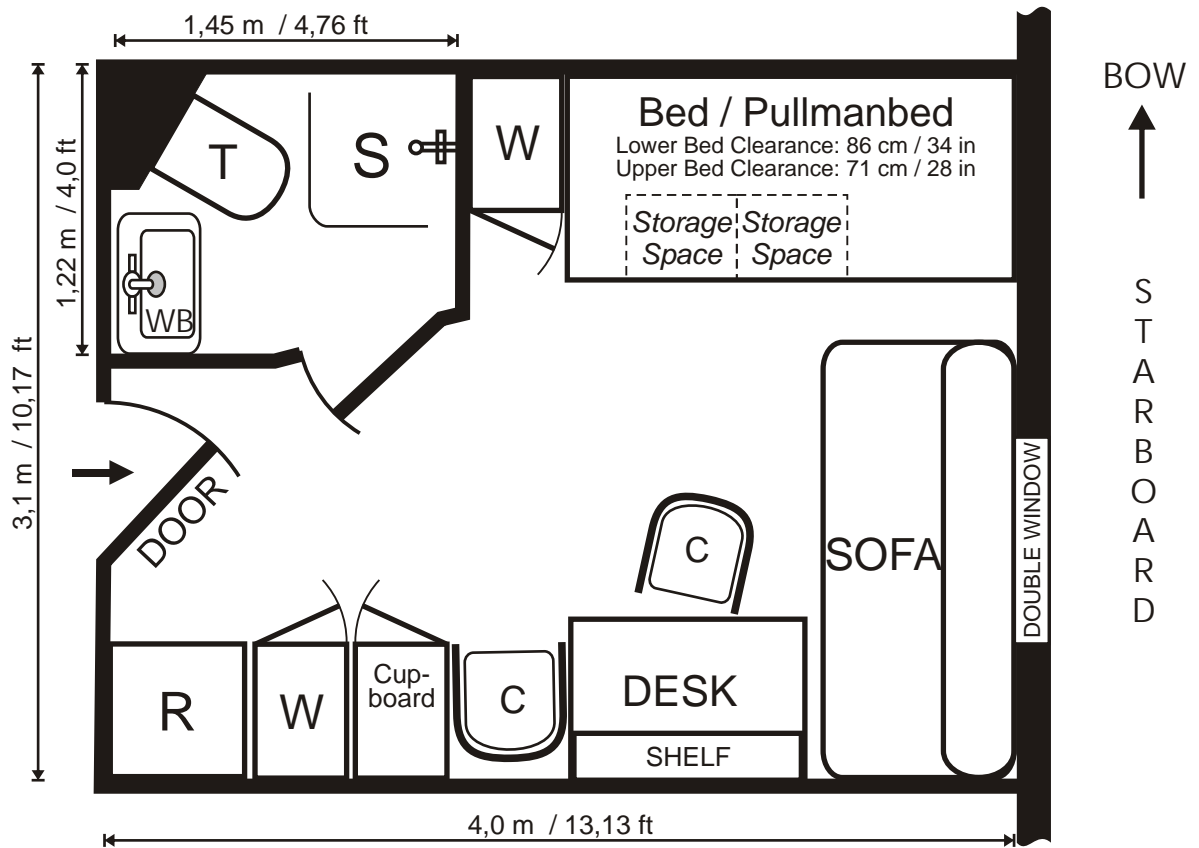 1,45 m / 4,76 ft
BOW
Bed / Pullmanbed
Lower Bed Clearance: 86 cm / 34 in
Upper Bed Clearance: 71 cm / 28 in
T
S
W
Storage Space
Storage Space
1,22 m / 4,0 ft
WB
3,1 m / 10,17 ft
STARBOARD
DOOR
C
SOFA
DOUBLE WINDOW
R
W
Cup-
board
C
DESK
SHELF
4,0 m / 13,13 ft